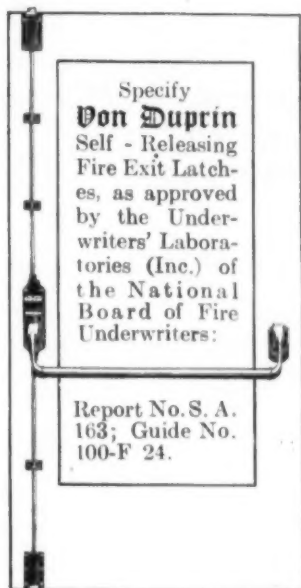 Specify
Von Duprin
Self - Releasing
Fire Exit Latch-
es, as approved
by the Under-
writers' Labora-
tories (Inc.) of
the National
Board of Fire
Underwriters:
Report No. S. A.
163; Guide No.
100-F 24.